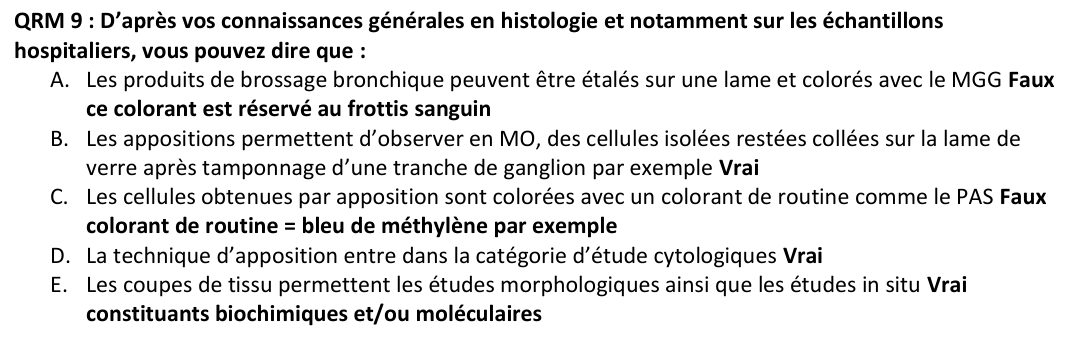 QRM 9 : D'après vos connaissances générales en histologie et notamment sur les échantillons
hospitaliers, vous pouvez dire que :
A. Les produits de brossage bronchique peuvent être étalés sur une lame et colorés avec le MGG Faux
ce colorant est réservé au frottis sanguin
B. Les appositions permettent d'observer en MO, des cellules isolées restées collées sur la lame de
verre après tamponnage d'une tranche de ganglion par exemple Vrai
C. Les cellules obtenues par apposition sont colorées avec un colorant de routine comme le PAS Faux
colorant de routine = bleu de méthylène par exemple
D. La technique d'apposition entre dans la catégorie d'étude cytologiques Vrai
E. Les coupes de tissu permettent les études morphologiques ainsi que les études in situ Vrai
constituants biochimiques et/ou moléculaires